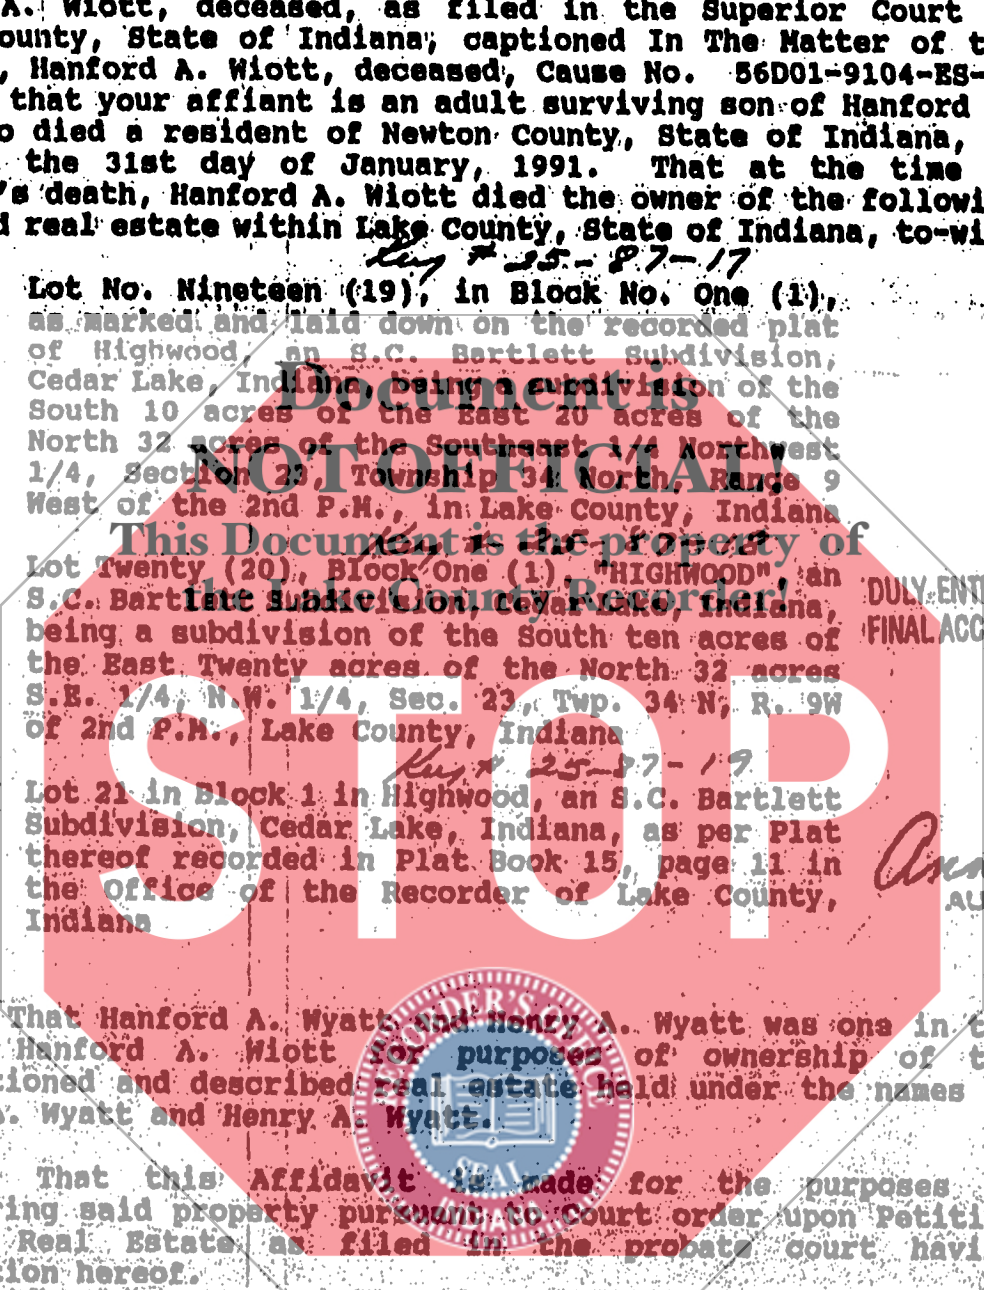 A. Wiott, deceased, as filed in the Superior Court
ounty, State of Indiana, captioned In The Matter of t
, Hanford A. Wiott, deceased, Cause No. 56D01-9104-ES-
that your affiant is an adult surviving son of Hanford
o died a resident of Newton County, State of Indiana,
the 31st day of January, 1991. That at the time
's death, Hanford A. Wiott died the owner of the followi
d real estate within Lake County, State of Indiana, to-wi
Key # 25-87-17
Lot No. Nineteen (19), in Block No. One (1),
as marked and laid down on the recorded plat
of Highwood, an S.C. Bartlett Subdivision,
Cedar Lake, Indiana, being a subdivision of the
South 10 acres of the East 20 acres of the
North 32 acres of the Southeast 1/4 Northwest
1/4, Section 23, Township 34 North, Range 9
West of the 2nd P.M., in Lake County, Indiana
Key #
Lot Twenty (20), Block One (1), "HIGHWOOD", an
S.C. Bartlett Subdivision, Cedar Lake, Indiana,
being a subdivision of the South ten acres of
the East Twenty acres of the North 32 acres
S.E. 1/4, N.W. 1/4, Sec. 23, Twp. 34 N, R. 9W
of 2nd P.M., Lake County, Indiana
Key # 25-87-19
Lot 21 in Block 1 in Highwood, an S.C. Bartlett
Subdivision, Cedar Lake, Indiana, as per Plat
thereof recorded in Plat Book 15, page 11 in
the Office of the Recorder of Lake County,
Indiana
DULY ENT
FINAL ACC
Ann
AU
That Hanford A. Wyatt and Henry A. Wyatt was one in t
Hanford A. Wiott for purposes of ownership of t
tioned and described real estate held under the names
A. Wyatt and Henry A. Wyatt.
That this Affidavit is made for the purposes
ing said property pursuant to court order upon Petiti
Real Estate as filed in the probate court havi
tion hereof.
Document is
NOT OFFICIAL!
This Document is the property of
the Lake County Recorder!
STOP
RECORDER'S OFFICE
SEAL
INDIANA